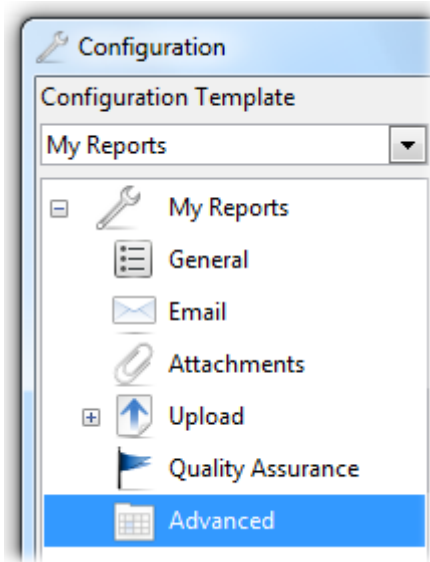 Configuration
Configuration Template
My Reports
My Reports
General
Email
Attachments
Upload
Quality Assurance
Advanced